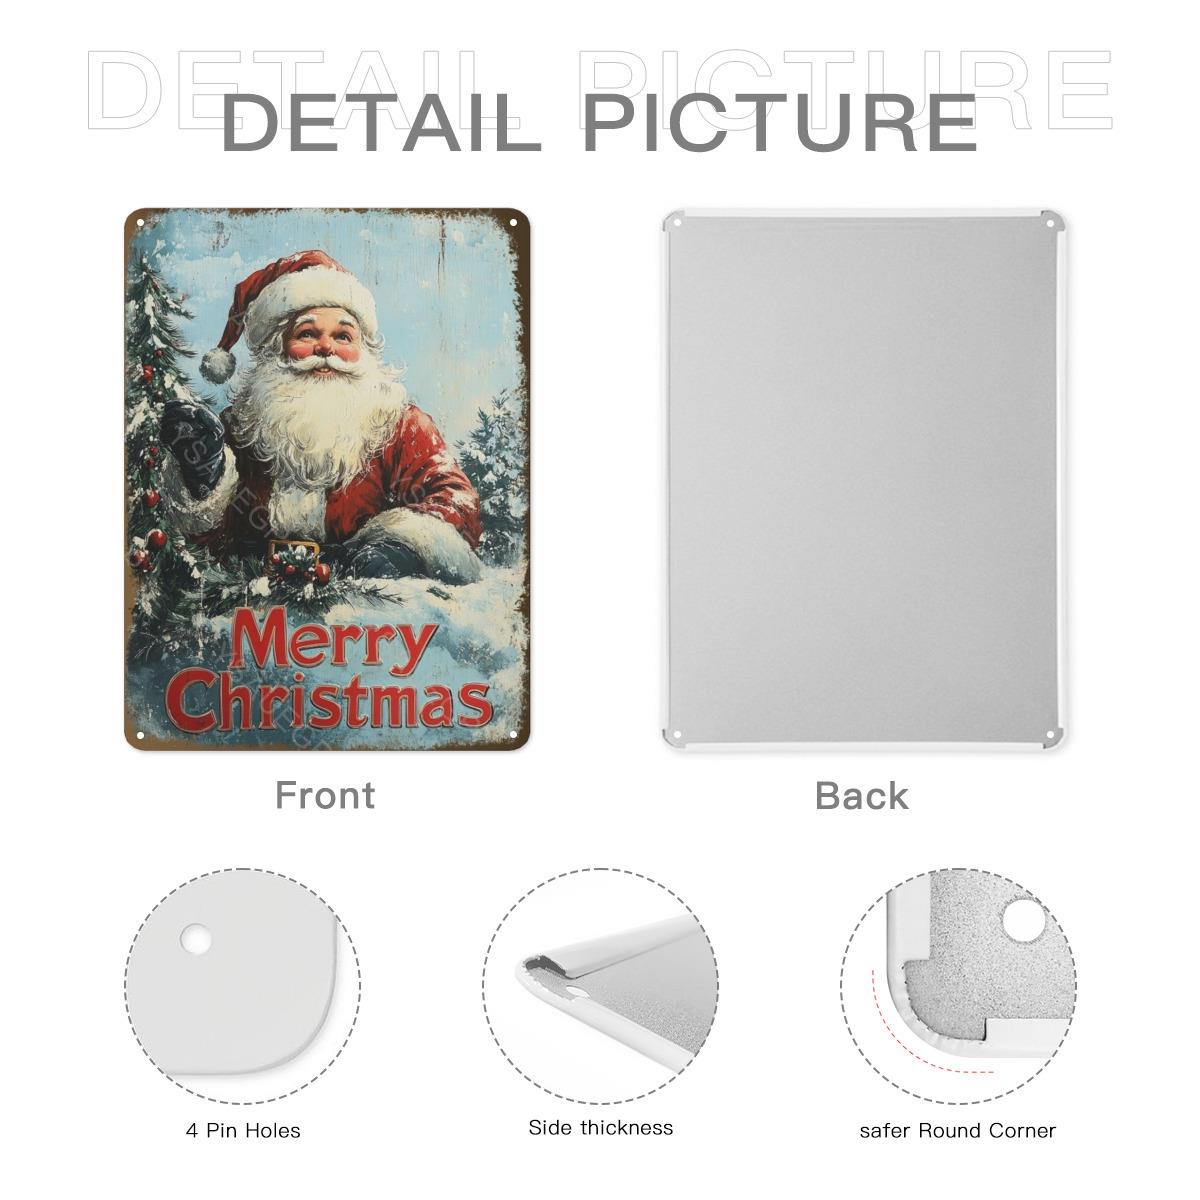 DETAIL PICTURE
DETAIL PICTURE
Merry
Christmas
Front
Back
4 Pin Holes
Side thickness
safer Round Corner